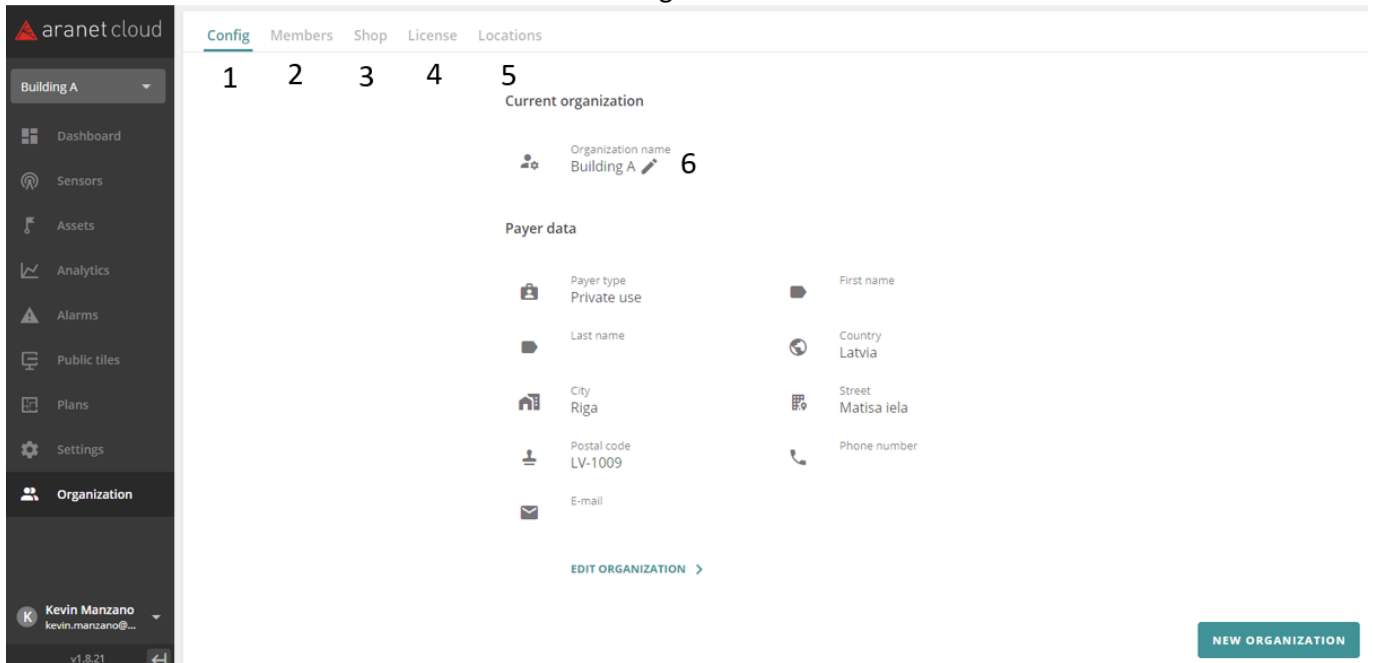 aranet cloud
Config Members Shop License Locations
Building A
1 2 3 4 5
Current organization
Dashboard
Organization name
Building A 6
Sensors
Assets
Payer data
Analytics
Payer type
Private use
First name
Alarms
Last name
Country
Latvia
Public tiles
City
Riga
Street
Matisa iela
Plans
Postal code
LV-1009
Phone number
Settings
Organization
E-mail
EDIT ORGANIZATION >
K Kevin Manzano
kevin.manzano@...
NEW ORGANIZATION
v1.8.21